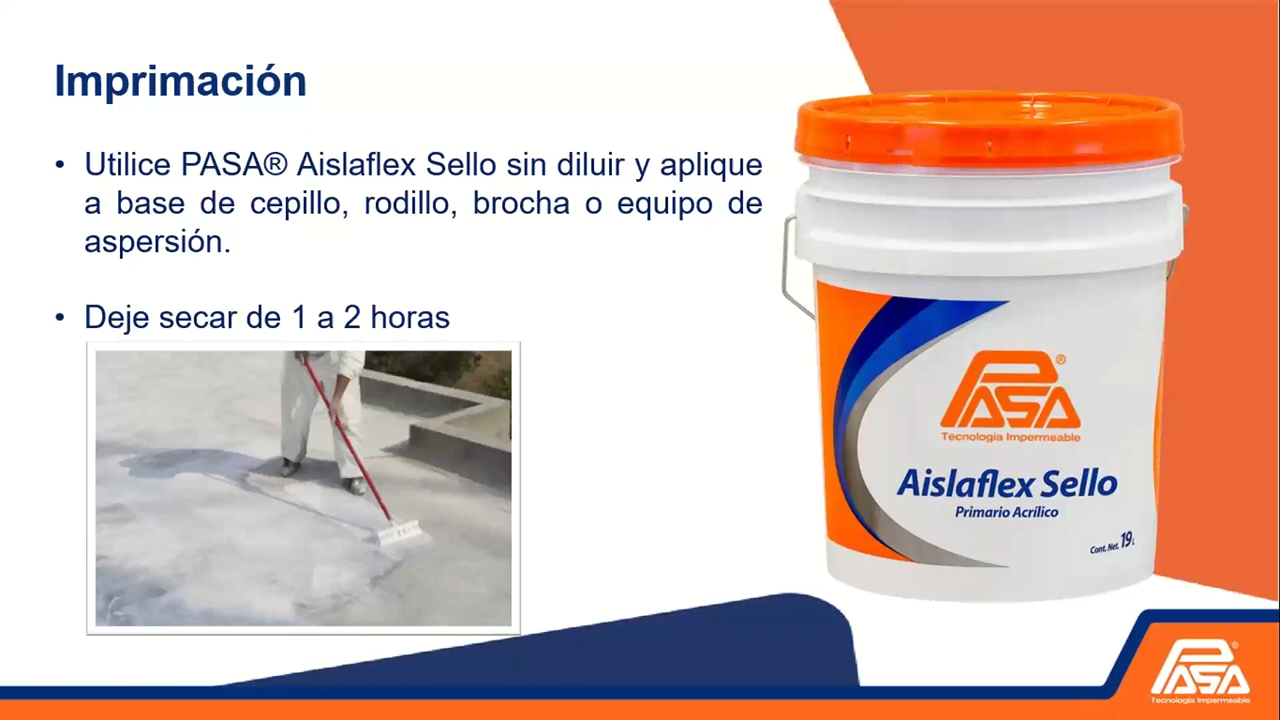 Imprimación
• Utilice PASA® Aislaflex Sello sin diluir y aplique
a base de cepillo, rodillo, brocha o equipo de
aspersión.
• Deje secar de 1 a 2 horas
PASA®
Tecnología Impermeable
Aislaflex Sello
Primario Acrílico
Cont. Net. 19 L
PASA®
Tecnología Impermeable